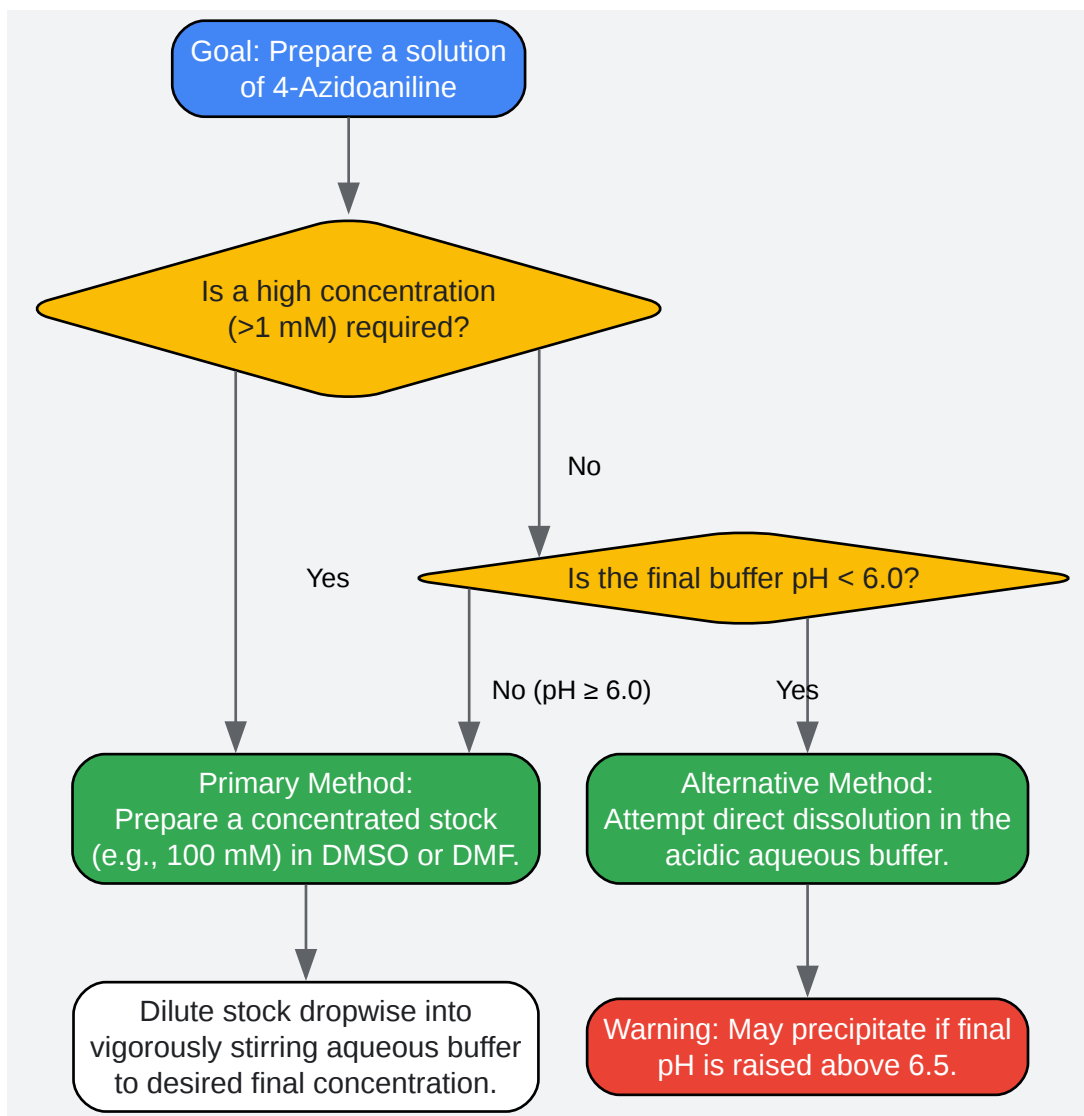 Goal: Prepare a solution
of 4-Azidoaniline
Is a high concentration
(>1 mM) required?
No
Yes
Is the final buffer pH < 6.0?
No (pH ≥ 6.0)
Yes
Primary Method:
Prepare a concentrated stock
(e.g., 100 mM) in DMSO or DMF.
Alternative Method:
Attempt direct dissolution in the
acidic aqueous buffer.
Dilute stock dropwise into
vigorously stirring aqueous buffer
to desired final concentration.
Warning: May precipitate if final
pH is raised above 6.5.